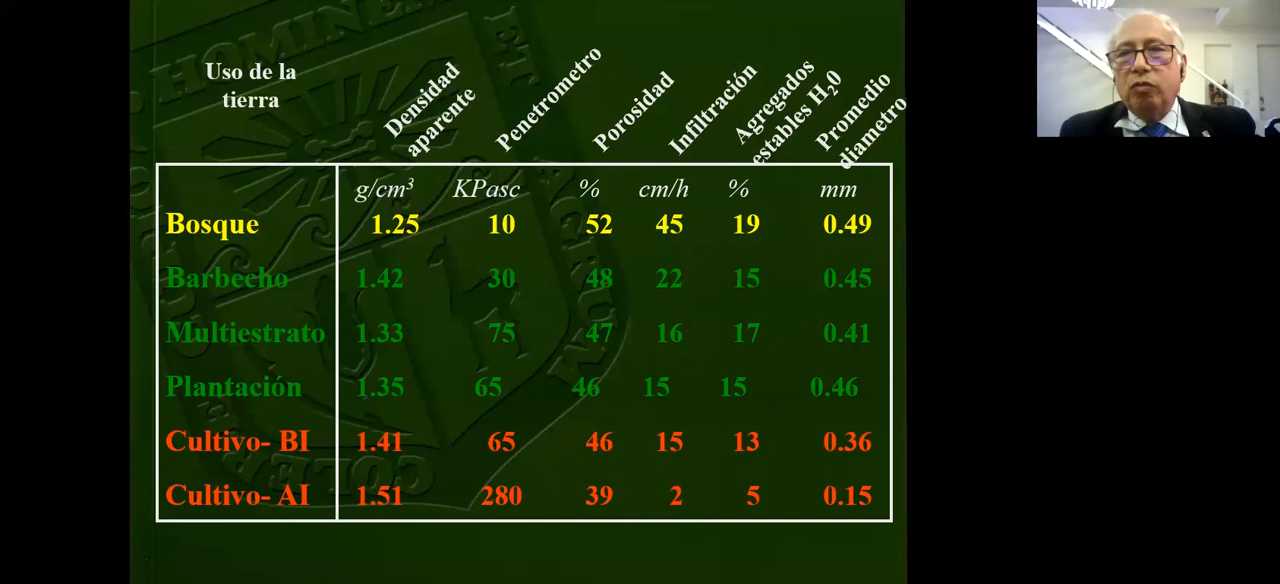 Uso de la
tierra
Densidad
aparente
Penetrometro
Porosidad
Infiltración
Agregados
estables H₂0
Promedio
diametro
g/cm³ KPasc % cm/h % mm
Bosque 1.25 10 52 45 19 0.49
Barbecho 1.42 30 48 22 15 0.45
Multiestrato 1.33 75 47 16 17 0.41
Plantación 1.35 65 46 15 15 0.46
Cultivo- BI 1.41 65 46 15 13 0.36
Cultivo- AI 1.51 280 39 2 5 0.15